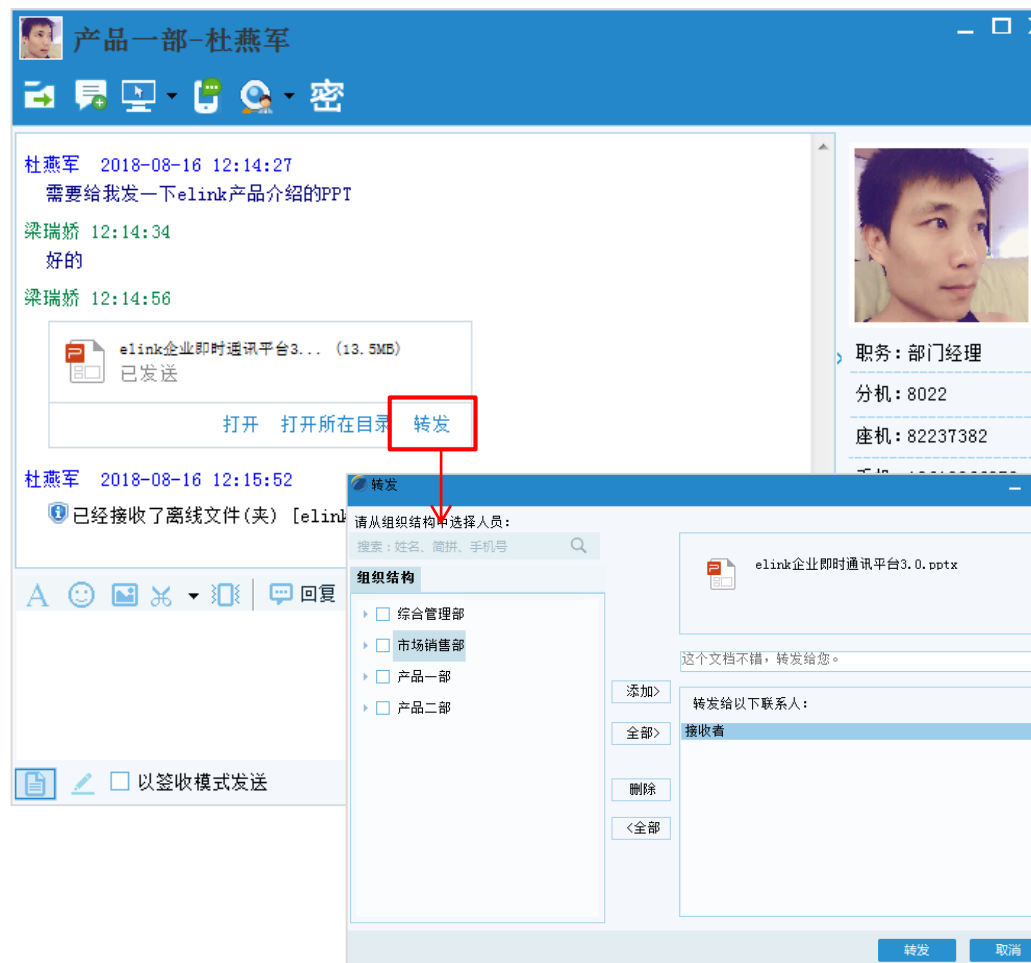 产品一部-杜燕军
密
杜燕军 2018-08-16 12:14:27
需要给我发一下elink产品介绍的PPT
梁瑞娇 12:14:34
好的
梁瑞娇 12:14:56
elink企业即时通讯平台3... (13.5MB)
已发送
打开 打开所在目录 转发
杜燕军 2018-08-16 12:15:52
已经接收了离线文件(夹) [elink
回复
以签收模式发送
职务:部门经理
分机:8022
座机:82237382
转发
请从组织结构中选择人员:
搜索:姓名、简拼、手机号
组织结构
综合管理部
市场销售部
产品一部
产品二部
添加>
全部>
删除
<全部
elink企业即时通讯平台3.0.pptx
这个文档不错，转发给您。
转发给以下联系人:
接收者
转发
取消